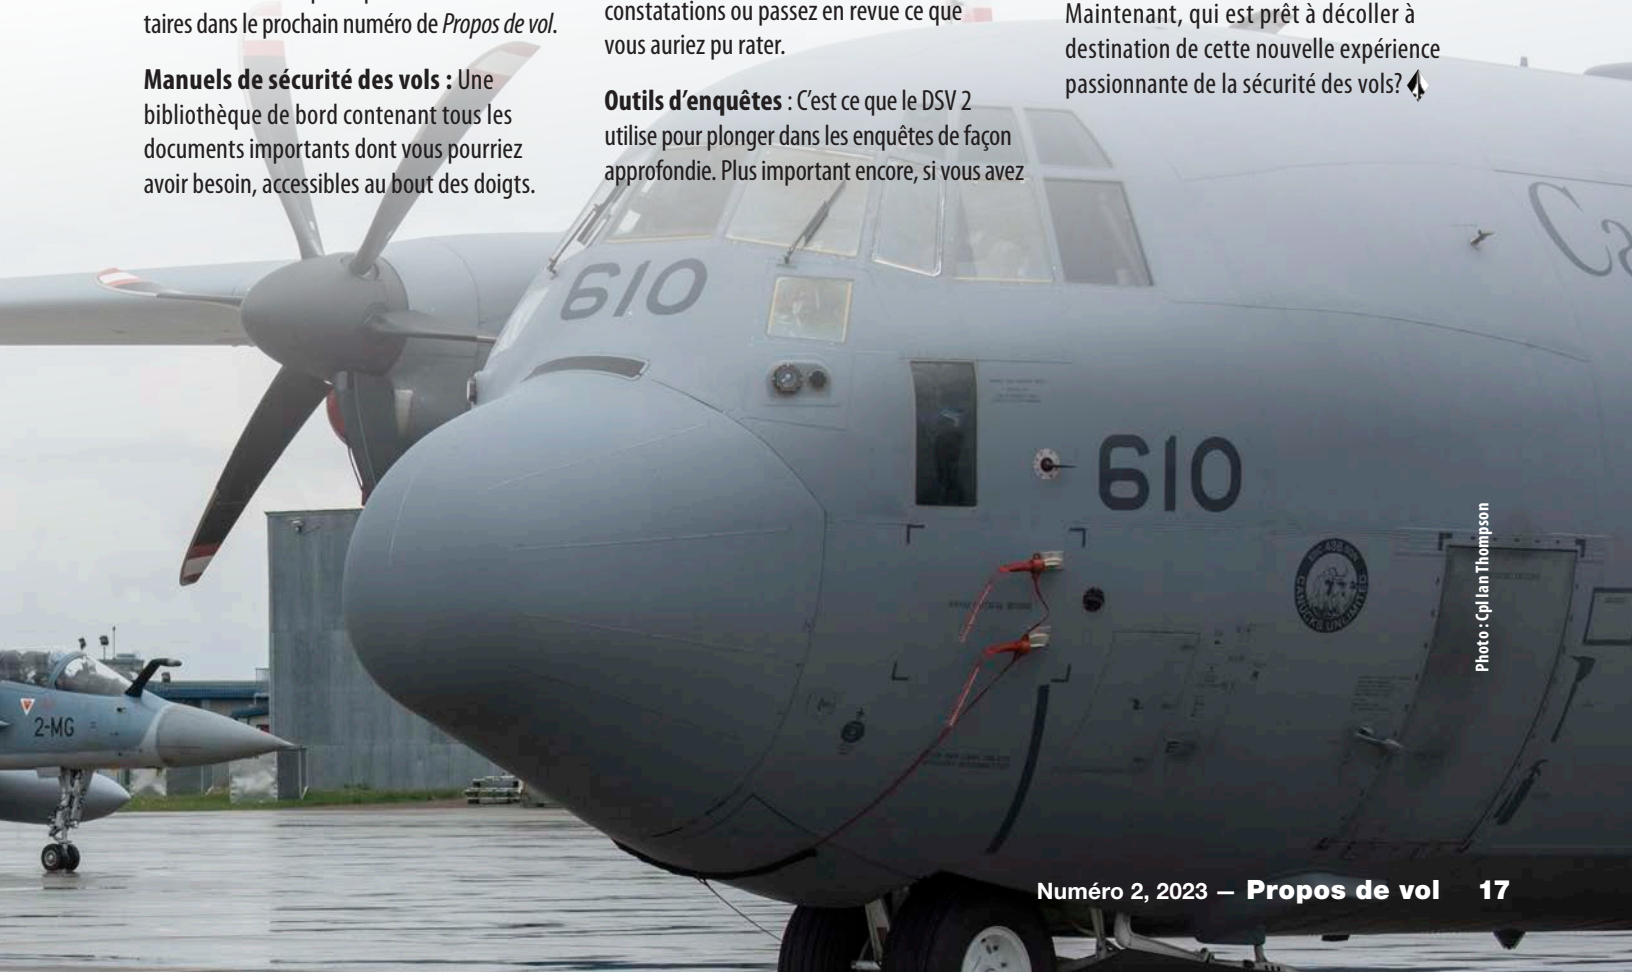 taires dans le prochain numéro de Propos de vol.
Manuels de sécurité des vols : Une
bibliothèque de bord contenant tous les
documents importants dont vous pourriez
avoir besoin, accessibles au bout des doigts.
constatations ou passez en revue ce que
vous auriez pu rater.
Outils d’enquêtes : C’est ce que le DSV 2
utilise pour plonger dans les enquêtes de façon
approfondie. Plus important encore, si vous avez
Maintenant, qui est prêt à décoller à
destination de cette nouvelle expérience
passionnante de la sécurité des vols?
610
610
2-MG
CANUCKS UNLIMITED
Photo : Cpl Ian Thompson
Numéro 2, 2023 — Propos de vol 17